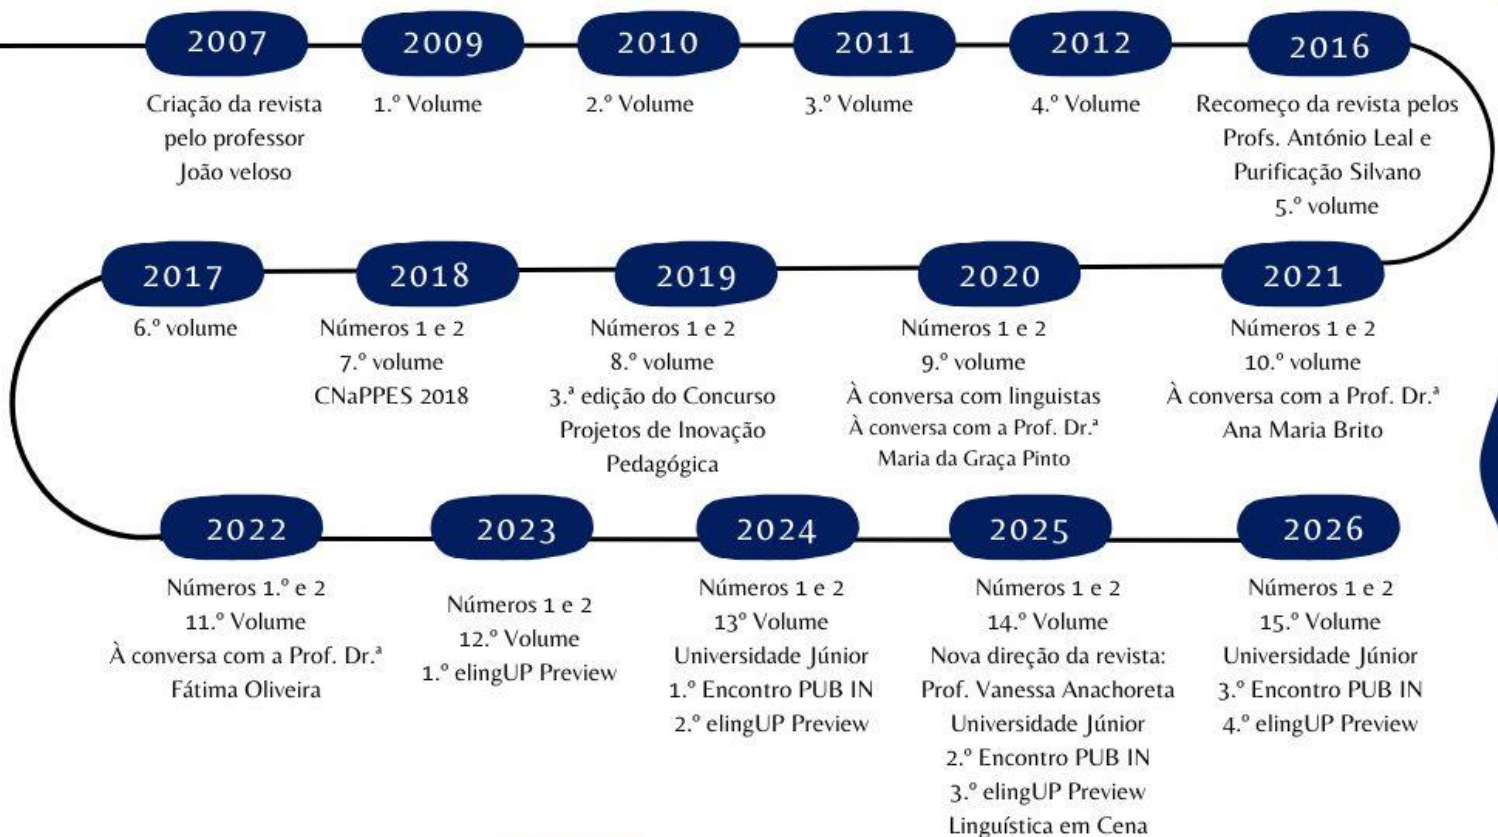 2007
Criação da revista
pelo professor
João veloso
2009
1.º Volume
2010
2.º Volume
2011
3.º Volume
2012
4.º Volume
2016
Recomeço da revista pelos
Profs. António Leal e
Purificação Silvano
5.º volume
2017
6.º volume
2018
Números 1 e 2
7.º volume
CNaPPES 2018
2019
Números 1 e 2
8.º volume
3.ª edição do Concurso
Projetos de Inovação
Pedagógica
2020
Números 1 e 2
9.º volume
À conversa com linguistas
À conversa com a Prof. Dr.ª
Maria da Graça Pinto
2021
Números 1 e 2
10.º volume
À conversa com a Prof. Dr.ª
Ana Maria Brito
2022
Números 1.º e 2
11.º Volume
À conversa com a Prof. Dr.ª
Fátima Oliveira
2023
Números 1 e 2
12.º Volume
1.º elingUP Preview
2024
Números 1 e 2
13º Volume
Universidade Júnior
1.º Encontro PUB IN
2.º elingUP Preview
2025
Números 1 e 2
14.º Volume
Nova direção da revista:
Prof. Vanessa Anachoreta
Universidade Júnior
2.º Encontro PUB IN
3.º elingUP Preview
Linguística em Cena
2026
Números 1 e 2
15.º Volume
Universidade Júnior
3.º Encontro PUB IN
4.º elingUP Preview